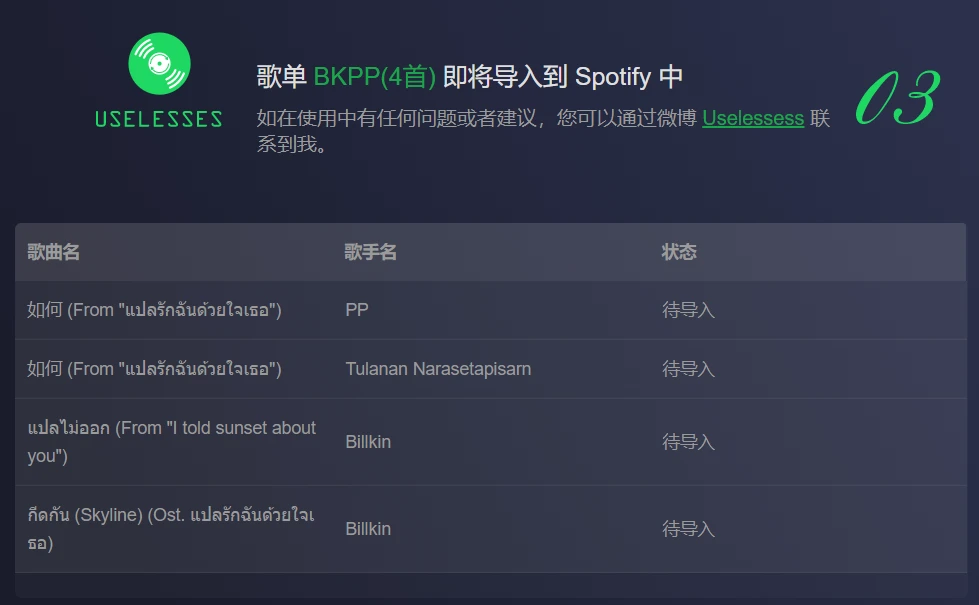 USELESSES
歌单 BKPP(4首) 即将导入到 Spotify 中
如在使用中有任何问题或者建议，您可以通过微博 Uselessess 联
系到我。
03
歌曲名 歌手名 状态
如何 (From "แปลรักฉันด้วยใจเธอ") PP 待导入
如何 (From "แปลรักฉันด้วยใจเธอ") Tulanan Narasetapisarn 待导入
แปลไม่ออก (From "I told sunset about
you") Billkin 待导入
กีดกัน (Skyline) (Ost. แปลรักฉันด้วยใจเ
ธอ) Billkin 待导入